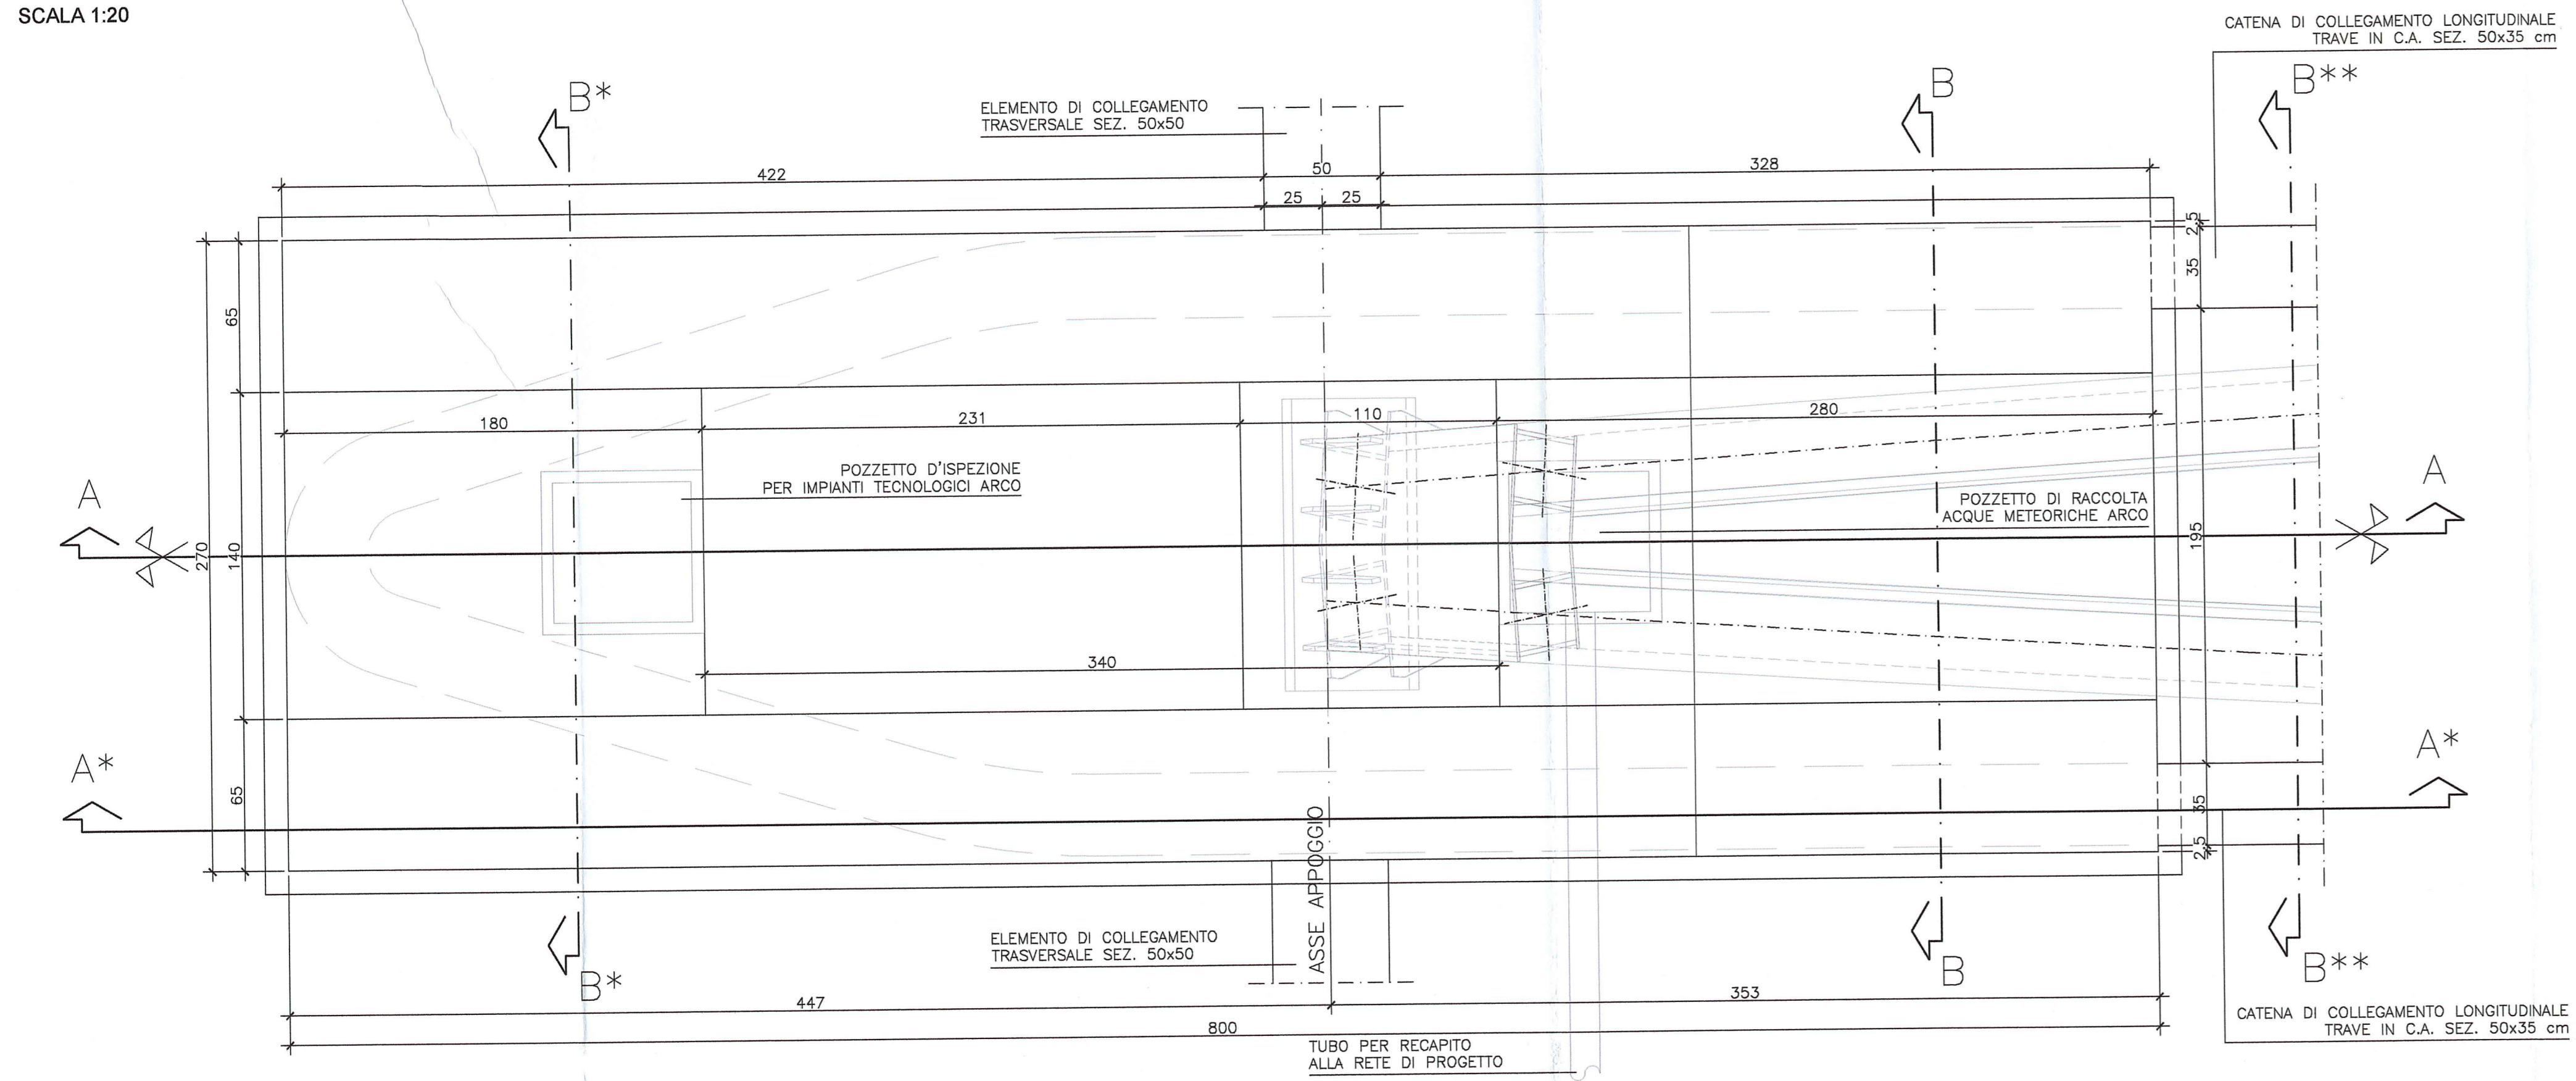 SCALA 1:20
CATENA DI COLLEGAMENTO LONGITUDINALE
TRAVE IN C.A. SEZ. 50x35 cm
B*
B
B**
ELEMENTO DI COLLEGAMENTO
TRASVERSALE SEZ. 50x50
422
50
328
25
25
2.5
35
65
180
231
110
280
POZZETTO D'ISPEZIONE
PER IMPIANTI TECNOLOGICI ARCO
A
A
POZZETTO DI RACCOLTA
ACQUE METEORICHE ARCO
270
140
195
340
A*
A*
65
35
2.5
ASSE APPOGGIO
ELEMENTO DI COLLEGAMENTO
TRASVERSALE SEZ. 50x50
B*
B
B**
447
353
800
CATENA DI COLLEGAMENTO LONGITUDINALE
TRAVE IN C.A. SEZ. 50x35 cm
TUBO PER RECAPITO
ALLA RETE DI PROGETTO